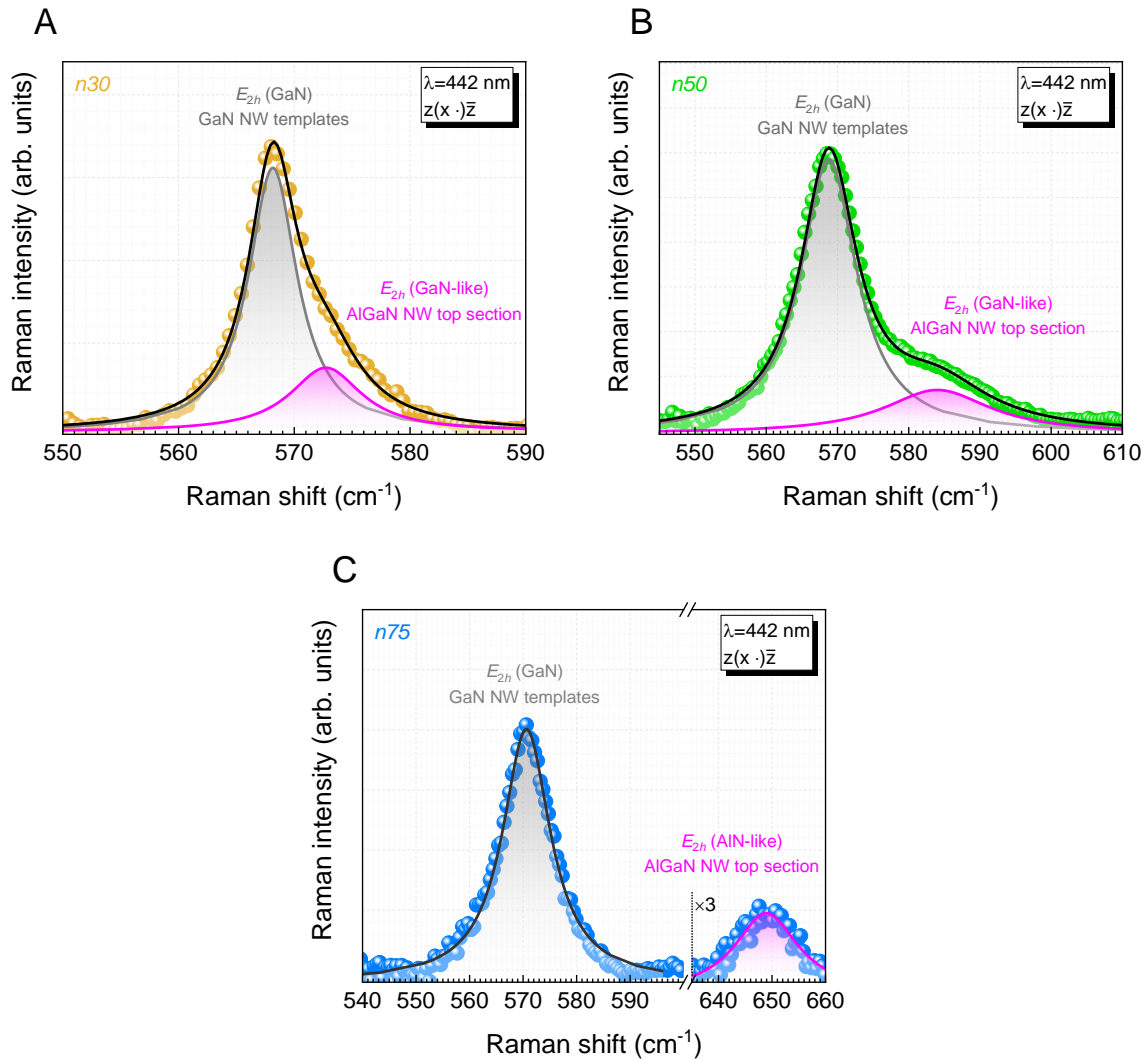 A
n30
λ=442 nm
z(x ·)z̅
E2h (GaN)
GaN NW templates
E2h (GaN-like)
AlGaN NW top section
Raman intensity (arb. units)
550 560 570 580 590
Raman shift (cm-1)
B
n50
λ=442 nm
z(x ·)z̅
E2h (GaN)
GaN NW templates
E2h (GaN-like)
AlGaN NW top section
Raman intensity (arb. units)
550 560 570 580 590 600 610
Raman shift (cm-1)
C
n75
λ=442 nm
z(x ·)z̅
E2h (GaN)
GaN NW templates
E2h (AlN-like)
AlGaN NW top section
×3
Raman intensity (arb. units)
540 550 560 570 580 590 640 650 660
Raman shift (cm-1)